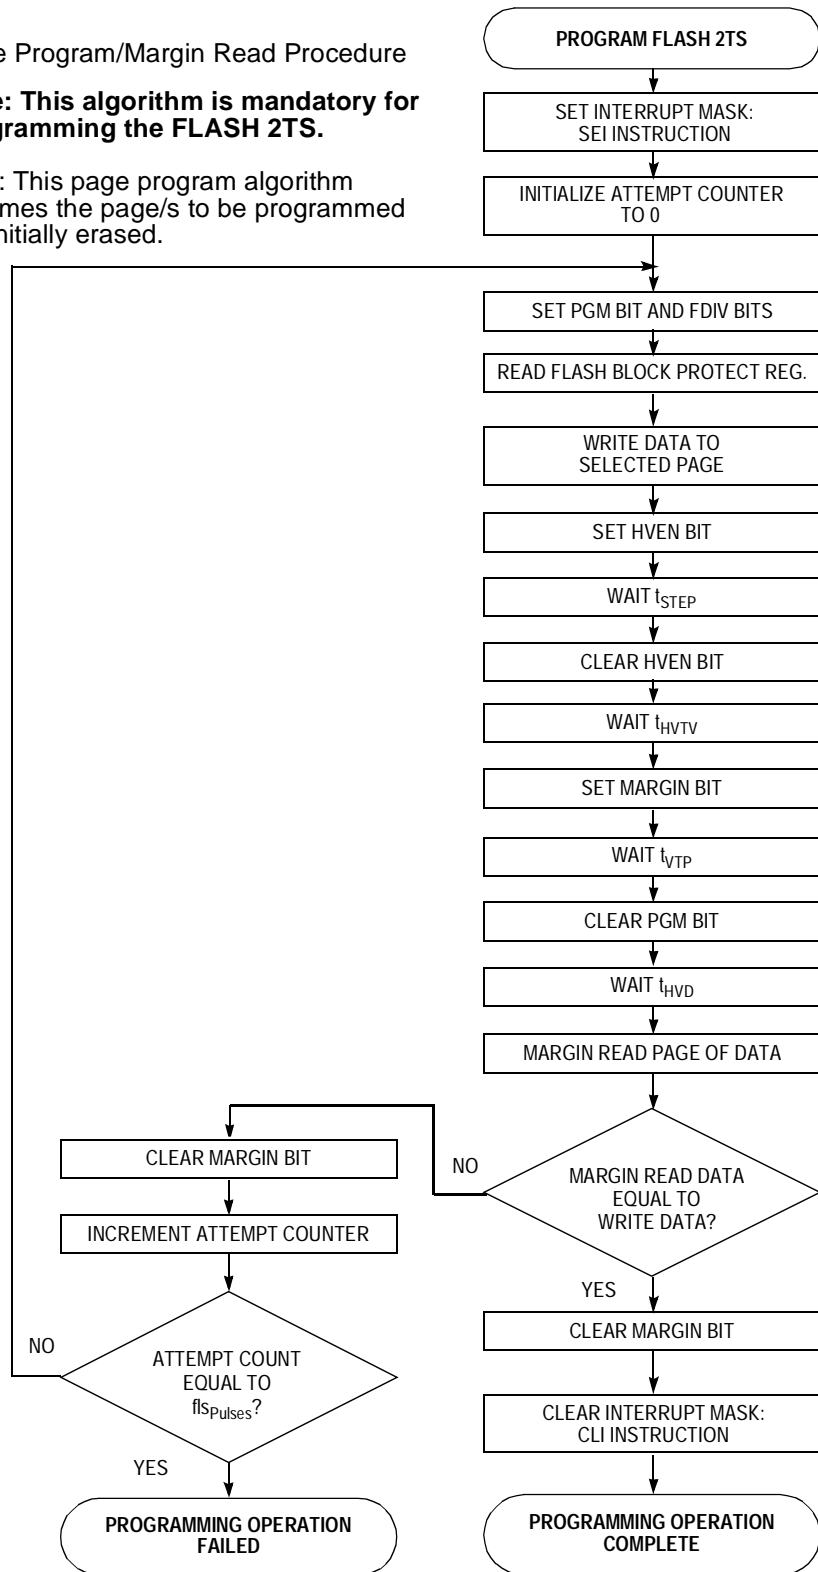 Program/Margin Read Procedure
This algorithm is mandatory for
the FLASH 2TS.
: This page program algorithm
the page/s to be programmed
erased.
PROGRAM FLASH 2TS
SET INTERRUPT MASK:
SEI INSTRUCTION
INITIALIZE ATTEMPT COUNTER
TO 0
SET PGM BIT AND FDIV BITS
READ FLASH BLOCK PROTECT REG.
WRITE DATA TO
SELECTED PAGE
SET HVEN BIT
WAIT tSTEP
CLEAR HVEN BIT
WAIT tHVTV
SET MARGIN BIT
WAIT tVTP
CLEAR PGM BIT
WAIT tHVD
MARGIN READ PAGE OF DATA
MARGIN READ DATA
EQUAL TO
WRITE DATA?
NO
CLEAR MARGIN BIT
INCREMENT ATTEMPT COUNTER
ATTEMPT COUNT
EQUAL TO
flsPulses?
NO
YES
PROGRAMMING OPERATION
FAILED
YES
CLEAR MARGIN BIT
CLEAR INTERRUPT MASK:
CLI INSTRUCTION
PROGRAMMING OPERATION
COMPLETE